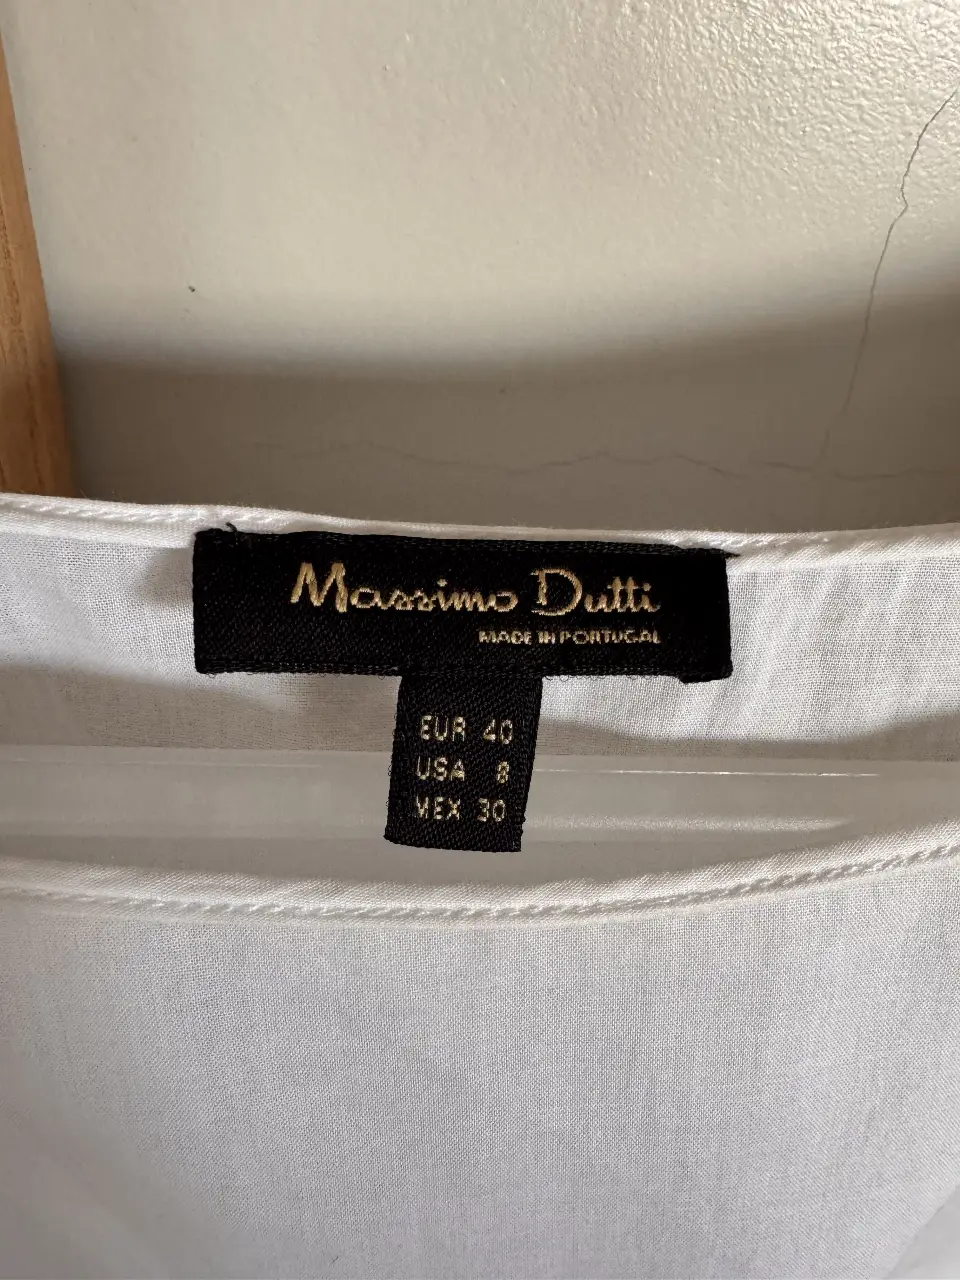 Massimo Dutti
MADE IN PORTUGAL
EUR 40
USA 8
MEX 30